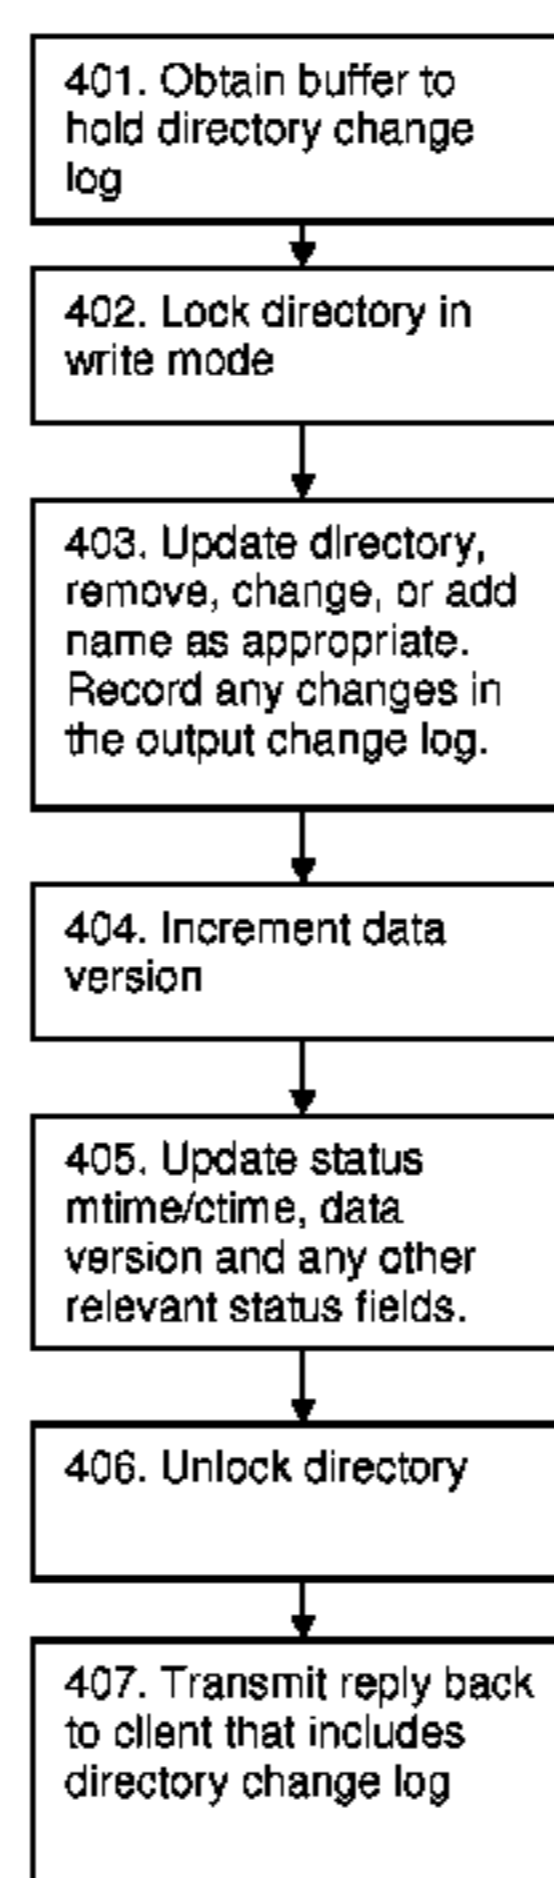 401. Obtain buffer to
hold directory change
log
402. Lock directory in
write mode
403. Update directory,
remove, change, or add
name as appropriate.
Record any changes in
the output change log.
404. Increment data
version
405. Update status
mtime/ctime, data
version and any other
relevant status fields.
406. Unlock directory
407. Transmit reply back
to client that includes
directory change log